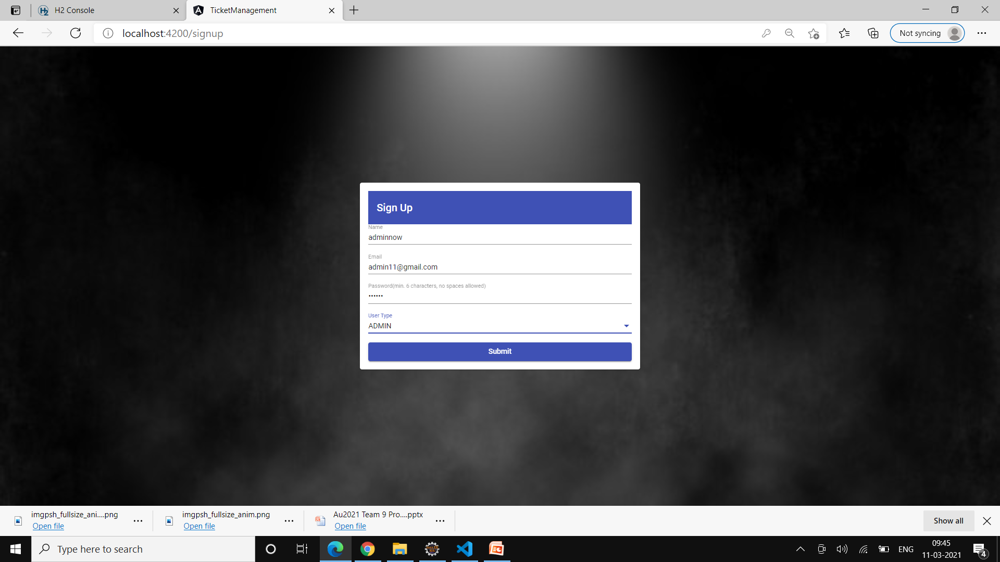 H2 Console
TicketManagement
localhost:4200/signup
Not syncing
Sign Up
Name
adminnow
Email
admin11@gmail.com
Password(min. 6 characters, no spaces allowed)
••••••
User Type
ADMIN
Submit
imgpsh_fullsize_ani....png
Open file
imgpsh_fullsize_anim.png
Open file
Au2021 Team 9 Pro....pptx
Open file
Show all
Type here to search
ENG
09:45
11-03-2021
4